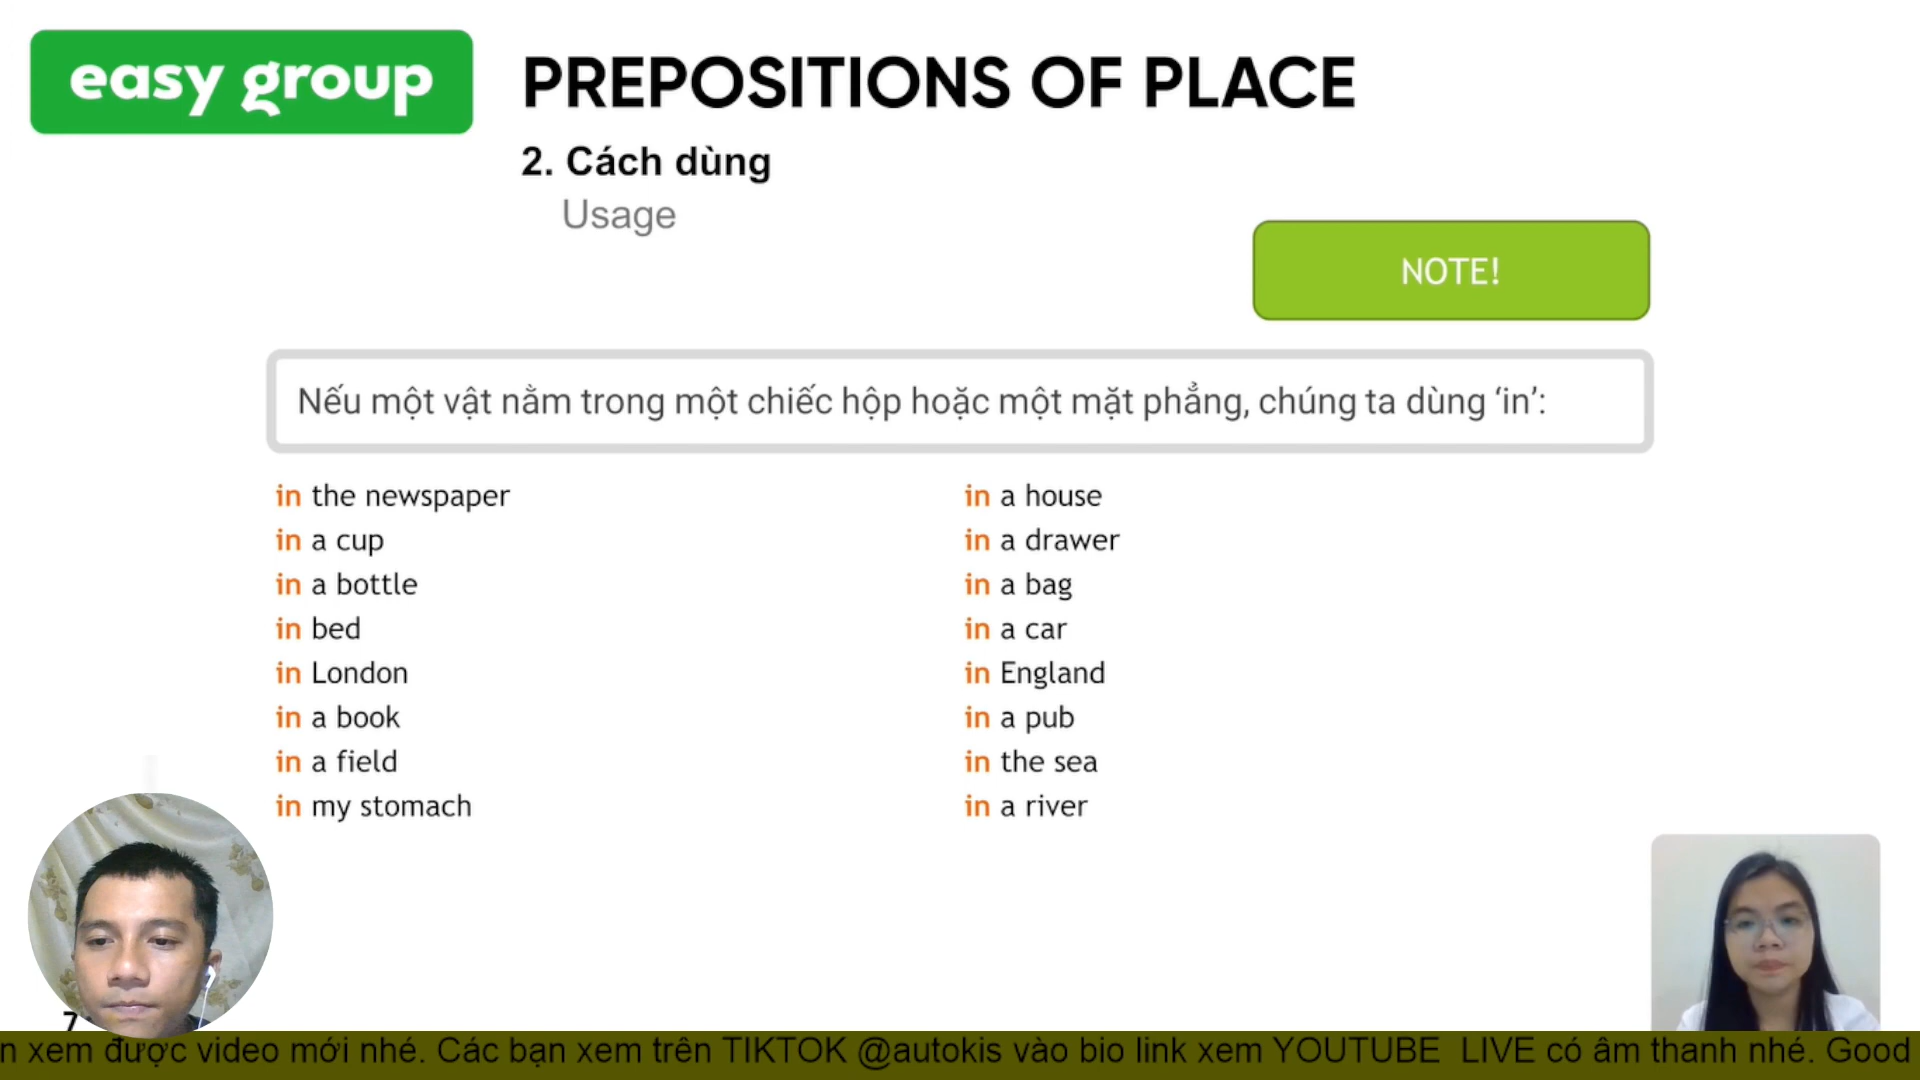 easy group
PREPOSITIONS OF PLACE
2. Cách dùng
Usage
NOTE!
Nếu một vật nằm trong một chiếc hộp hoặc một mặt phẳng, chúng ta dùng ‘in’:
in the newspaper
in a cup
in a bottle
in bed
in London
in a book
in a field
in my stomach
in a house
in a drawer
in a bag
in a car
in England
in a pub
in the sea
in a river
7
n xem được video mới nhé. Các bạn xem trên TIKTOK @autokis vào bio link xem YOUTUBE LIVE có âm thanh nhé. Good